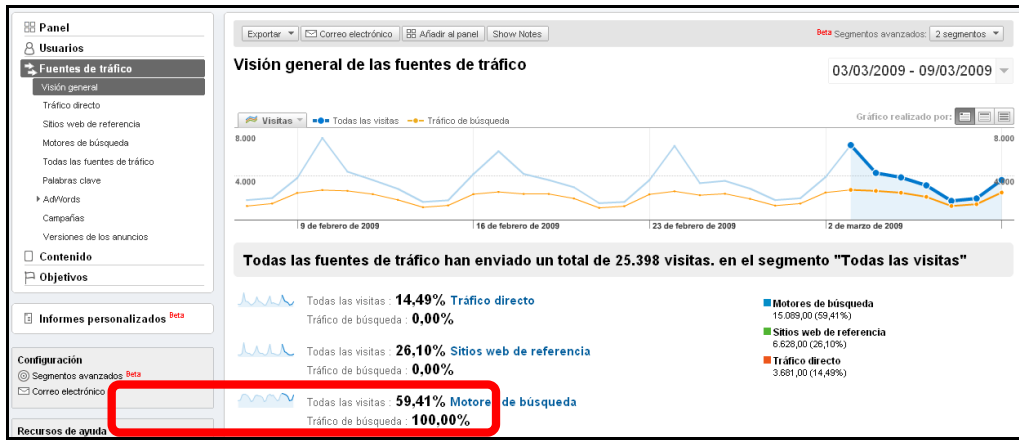 Panel
Usuarios
Fuentes de tráfico
Visión general
Tráfico directo
Sitios web de referencia
Motores de búsqueda
Todas las fuentes de tráfico
Palabras clave
AdWords
Campañas
Versiones de los anuncios
Contenido
Objetivos
Informes personalizados Beta
Configuración
Segmentos avanzados Beta
Correo electrónico
Recursos de ayuda
Exportar Correo electrónico Añadir al panel Show Notes
Beta Segmentos avanzados: 2 segmentos
Visión general de las fuentes de tráfico
03/03/2009 - 09/03/2009
Visitas Todas las visitas Tráfico de búsqueda
Gráfico realizado por:
8.000 8.000
4.000 4.000
9 de febrero de 2009 16 de febrero de 2009 23 de febrero de 2009 2 de marzo de 2009
Todas las fuentes de tráfico han enviado un total de 25.398 visitas. en el segmento "Todas las visitas"
Todas las visitas : 14,49% Tráfico directo
Tráfico de búsqueda : 0,00%
Todas las visitas : 26,10% Sitios web de referencia
Tráfico de búsqueda : 0,00%
Todas las visitas : 59,41% Motores de búsqueda
Tráfico de búsqueda : 100,00%
Motores de búsqueda
15.089,00 (59,41%)
Sitios web de referencia
6.628,00 (26,10%)
Tráfico directo
3.681,00 (14,49%)